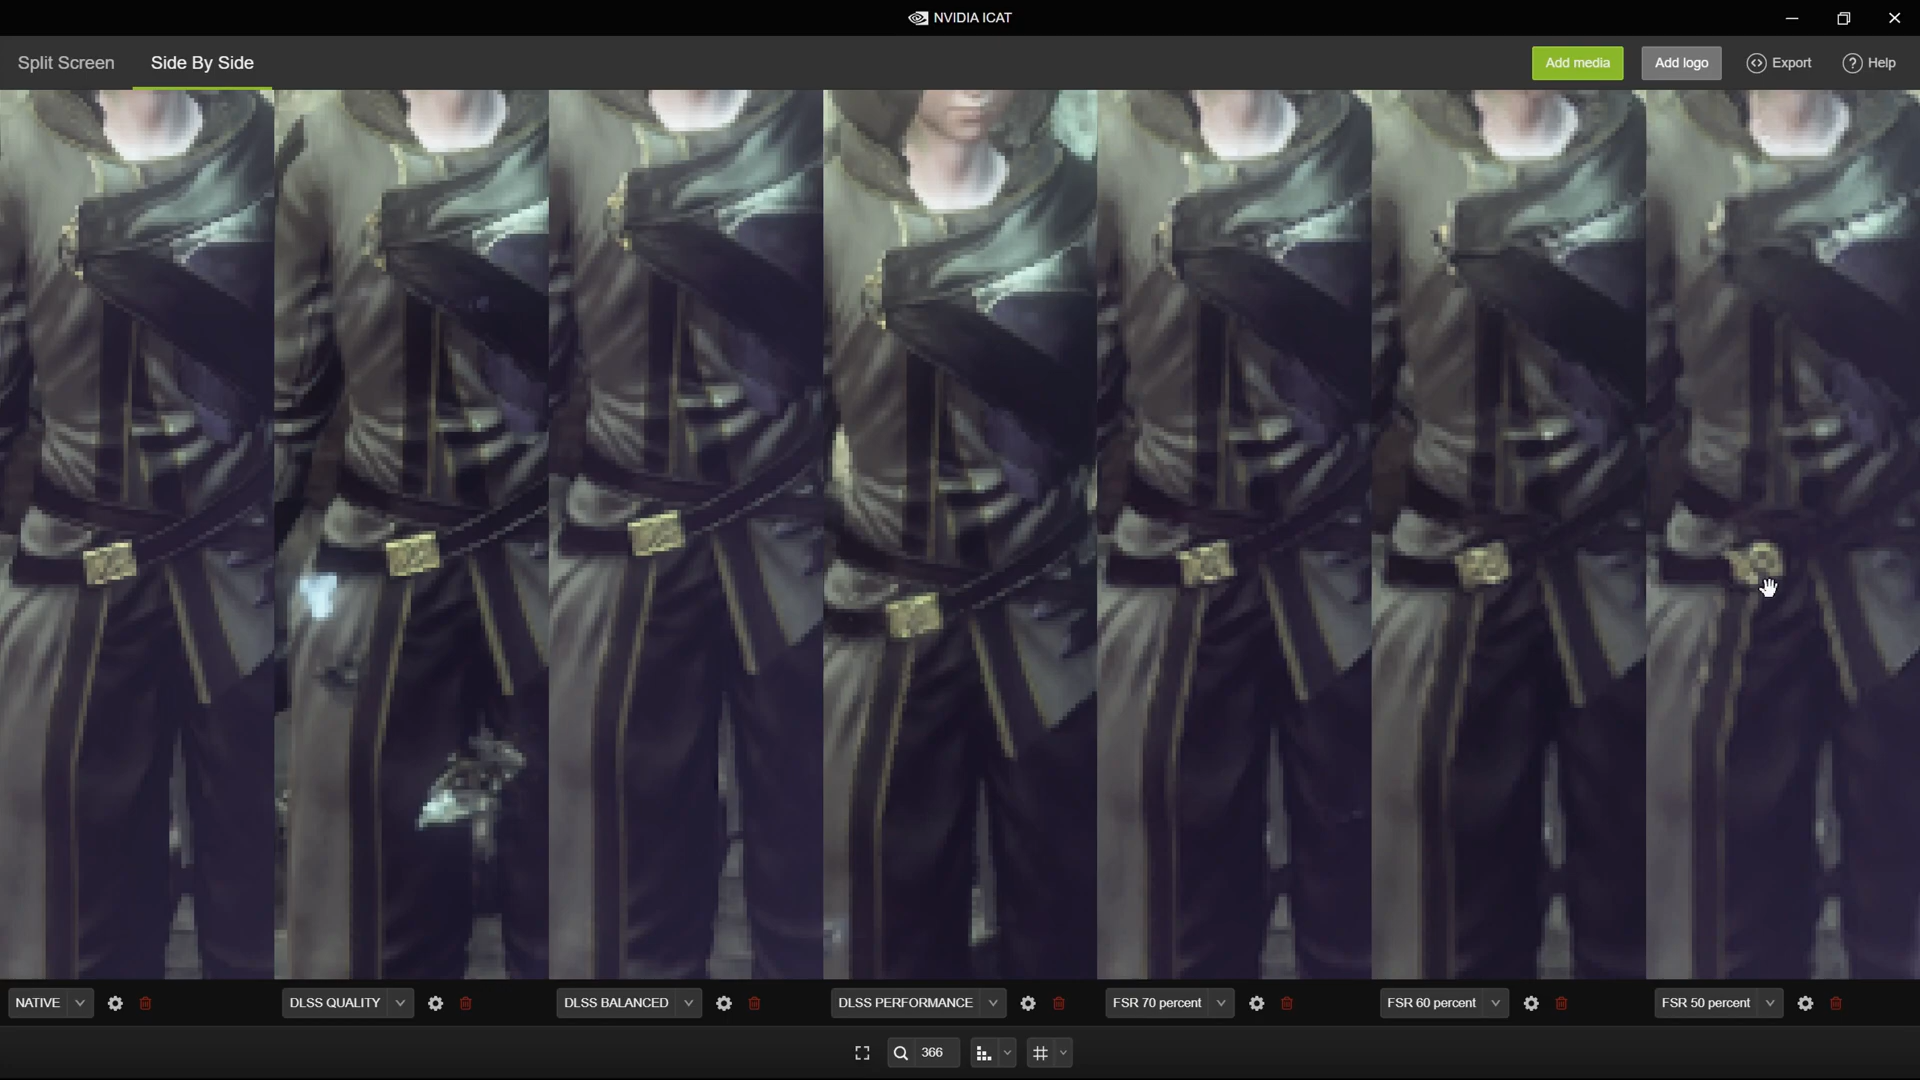 NVIDIA ICAT
Split Screen
Side By Side
Add media
Add logo
Export
Help
NATIVE
DLSS QUALITY
DLSS BALANCED
DLSS PERFORMANCE
FSR 70 percent
FSR 60 percent
FSR 50 percent
366